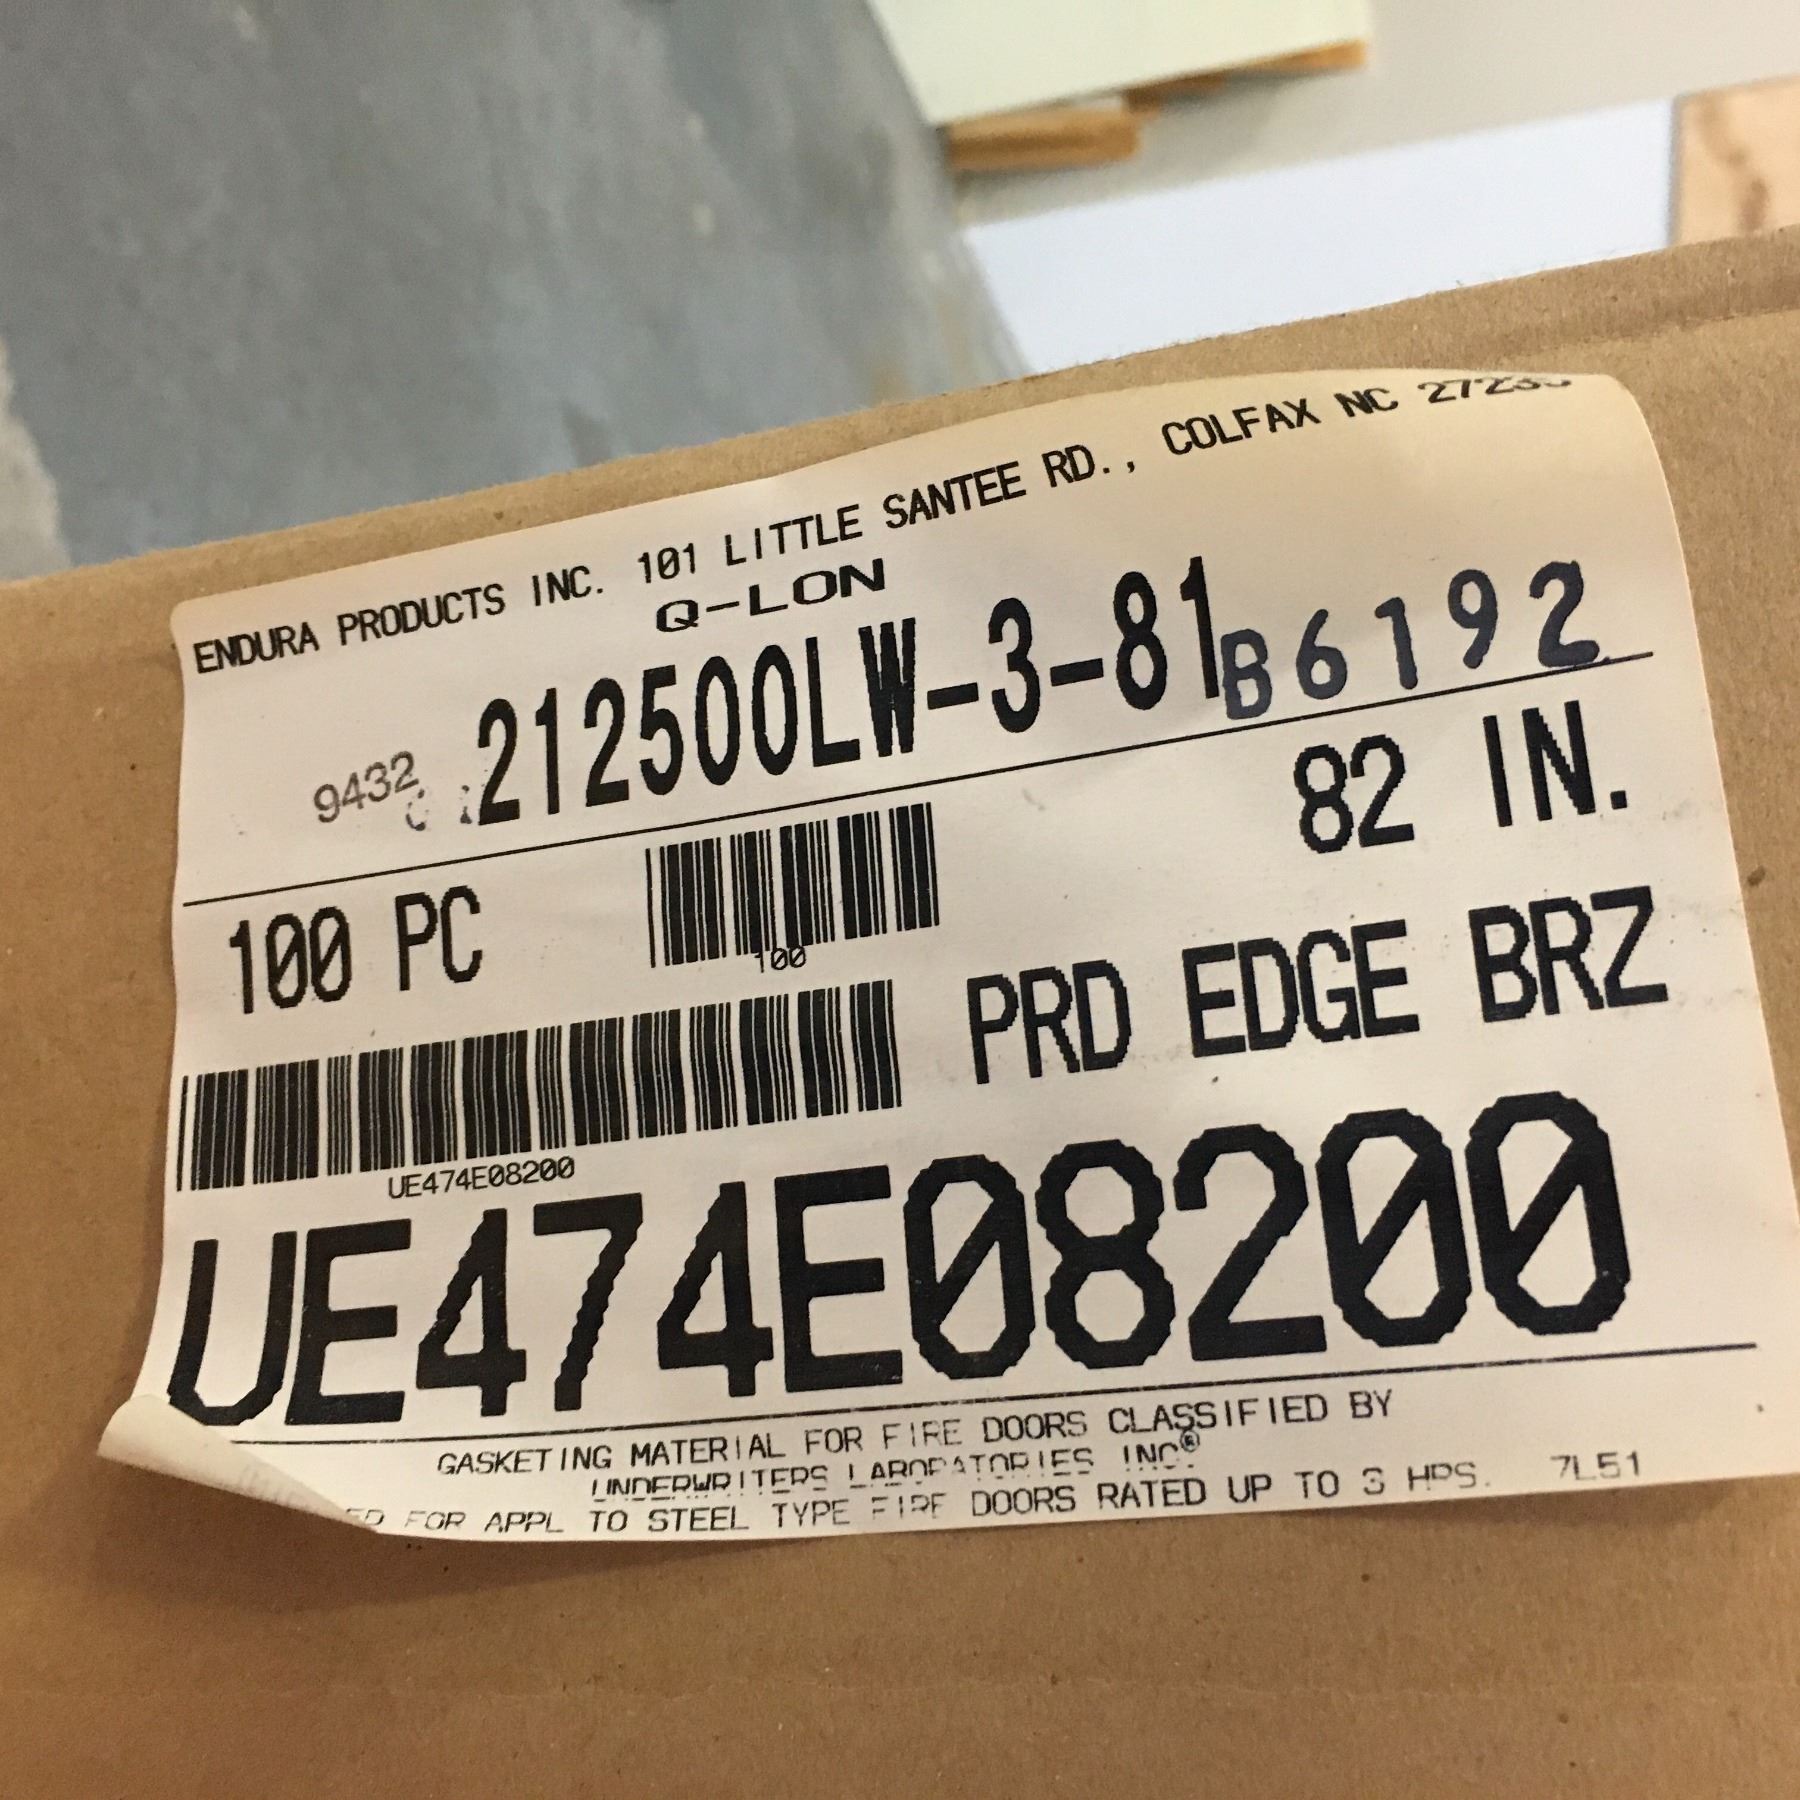 ENDURA PRODUCTS INC. 101 LITTLE SANTEE RD., COLFAX NC
Q-LON
9432 212500LW-3-81 B6192
100 PC 82 IN.
100
PRD EDGE BRZ
UE474E08200
UE474E08200
GASKETING MATERIAL FOR FIRE DOORS CLASSIFIED BY
UNDERWRITERS LABORATORIES INC®
FOR APPL TO STEEL TYPE FIRE DOORS RATED UP TO 3 HRS. 7L51